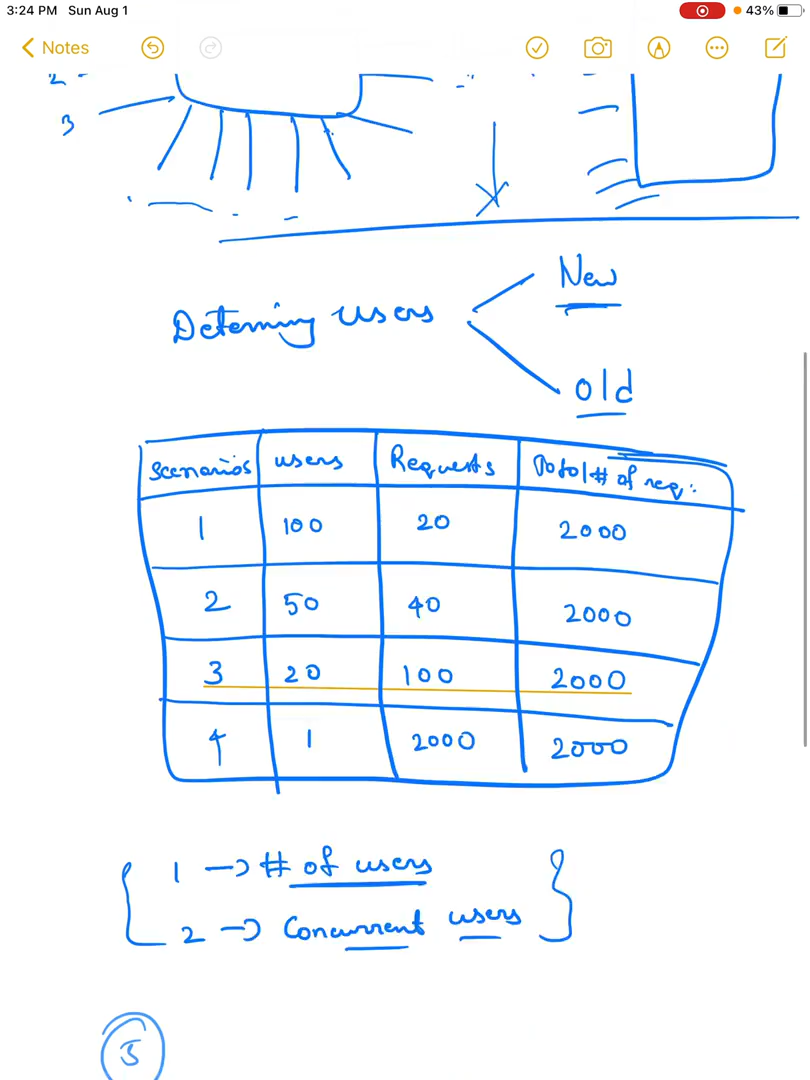 3:24 PM Sun Aug 1
43%
Notes
2
3
Determing users
New
old
Scenarios users Requests Total # of req:
1 100 20 2000
2 50 40 2000
3 20 100 2000
4 1 2000 2000
1 → # of users
2 → Concurrent users